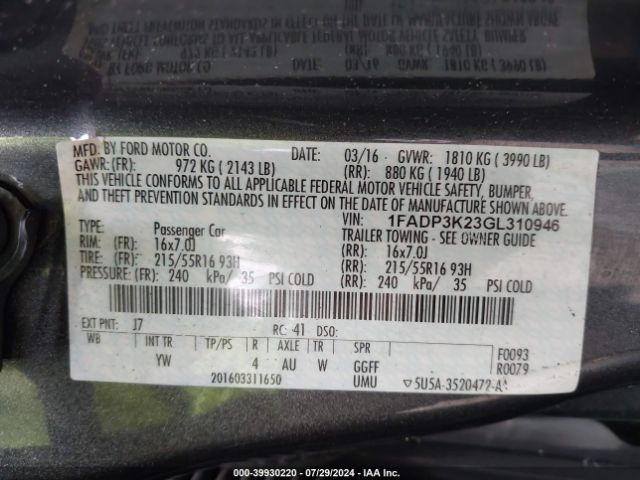 MFD. BY FORD MOTOR CO. DATE: 03/16 GVWR: 1810 KG ( 3990 LB)
GAWR: (FR): 972 KG ( 2143 LB) (RR): 880 KG ( 1940 LB)
THIS VEHICLE CONFORMS TO ALL APPLICABLE FEDERAL MOTOR VEHICLE SAFETY, BUMPER,
AND THEFT PREVENTION STANDARDS IN EFFECT ON THE DATE OF MANUFACTURE SHOWN ABOVE.
VIN: 1FADP3K23GL310946
TYPE: Passenger Car TRAILER TOWING - SEE OWNER GUIDE
RIM: (FR): 16x7.0J (RR): 16x7.0J
TIRE: (FR): 215/55R16 93H (RR): 215/55R16 93H
PRESSURE: (FR): 240 kPa/ 35 PSI COLD (RR): 240 kPa/ 35 PSI COLD
EXT PNT: J7 RC: 41 DSO:
WB INT TR TP/PS R AXLE TR SPR F0093
YW 4 AU W GGFF R0079
201603311650 UMU 5U5A-3520472-AA
000-39930220 - 07/29/2024 - IAA Inc.